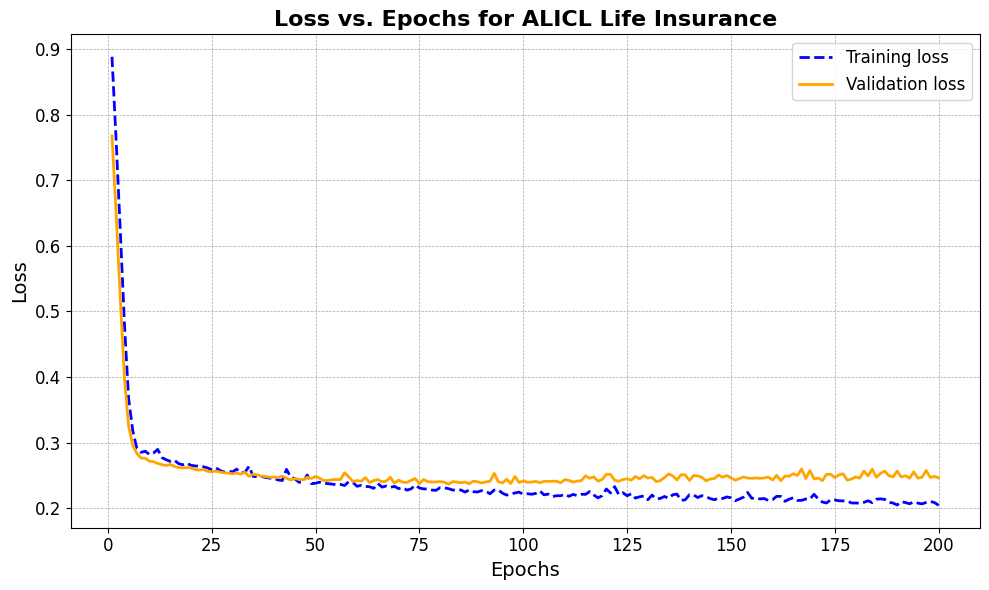 Loss vs. Epochs for ALICL Life Insurance
Training loss
Validation loss
Loss
0.9
0.8
0.7
0.6
0.5
0.4
0.3
0.2
0 25 50 75 100 125 150 175 200
Epochs